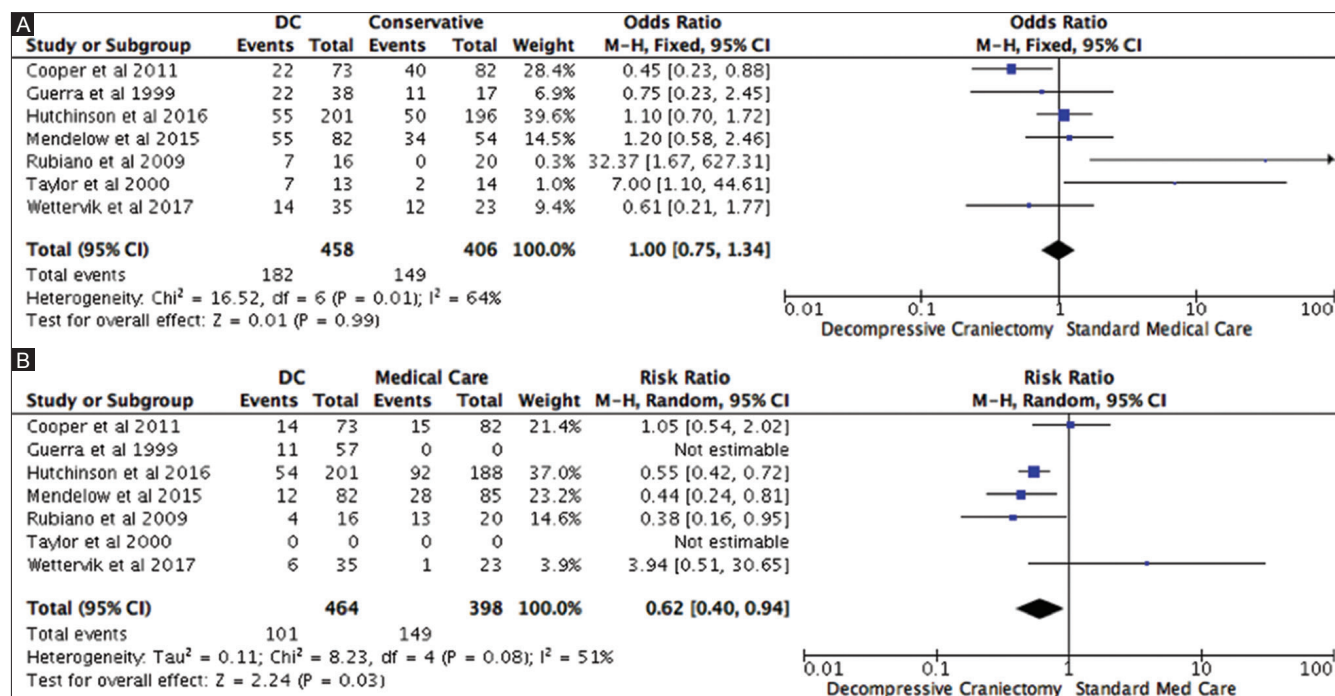 A
DC Conservative Odds Ratio Odds Ratio
Study or Subgroup Events Total Events Total Weight M-H, Fixed, 95% CI M-H, Fixed, 95% CI
Cooper et al 2011 22 73 40 82 28.4% 0.45 [0.23, 0.88]
Guerra et al 1999 22 38 11 17 6.9% 0.75 [0.23, 2.45]
Hutchinson et al 2016 55 201 50 196 39.6% 1.10 [0.70, 1.72]
Mendelow et al 2015 55 82 34 54 14.5% 1.20 [0.58, 2.46]
Rubiano et al 2009 7 16 0 20 0.3% 32.37 [1.67, 627.31]
Taylor et al 2000 7 13 2 14 1.0% 7.00 [1.10, 44.61]
Wettervik et al 2017 14 35 12 23 9.4% 0.61 [0.21, 1.77]
Total (95% CI) 458 406 100.0% 1.00 [0.75, 1.34]
Total events 182 149
Heterogeneity: Chi² = 16.52, df = 6 (P = 0.01); I² = 64%
Test for overall effect: Z = 0.01 (P = 0.99)
0.01 0.1 1 10 100
Decompressive Craniectomy Standard Medical Care
B
DC Medical Care Risk Ratio Risk Ratio
Study or Subgroup Events Total Events Total Weight M-H, Random, 95% CI M-H, Random, 95% CI
Cooper et al 2011 14 73 15 82 21.4% 1.05 [0.54, 2.02]
Guerra et al 1999 11 57 0 0 Not estimable
Hutchinson et al 2016 54 201 92 188 37.0% 0.55 [0.42, 0.72]
Mendelow et al 2015 12 82 28 85 23.2% 0.44 [0.24, 0.81]
Rubiano et al 2009 4 16 13 20 14.6% 0.38 [0.16, 0.95]
Taylor et al 2000 0 0 0 0 Not estimable
Wettervik et al 2017 6 35 1 23 3.9% 3.94 [0.51, 30.65]
Total (95% CI) 464 398 100.0% 0.62 [0.40, 0.94]
Total events 101 149
Heterogeneity: Tau² = 0.11; Chi² = 8.23, df = 4 (P = 0.08); I² = 51%
Test for overall effect: Z = 2.24 (P = 0.03)
0.01 0.1 1 10 100
Decompressive Craniectomy Standard Med Care